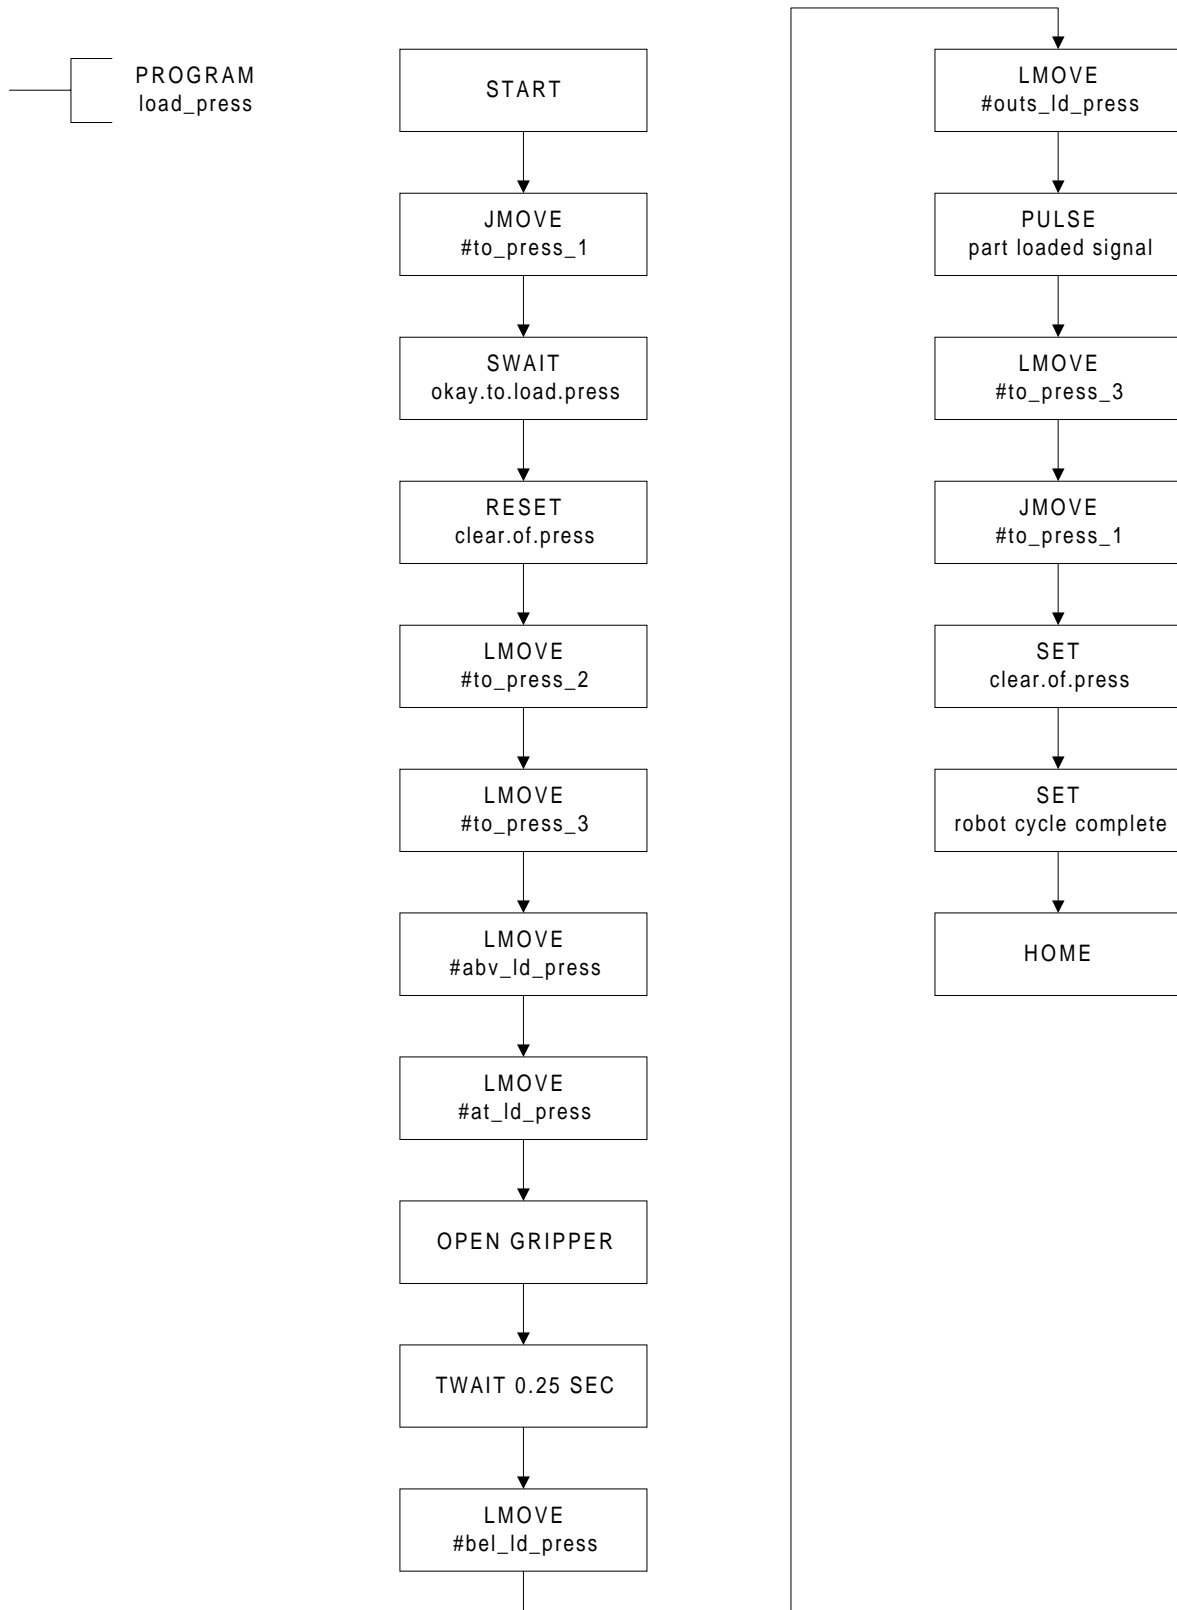 PROGRAM
load_press
START
JMOVE
#to_press_1
SWAIT
okay.to.load.press
RESET
clear.of.press
LMOVE
#to_press_2
LMOVE
#to_press_3
LMOVE
#abv_ld_press
LMOVE
#at_ld_press
OPEN GRIPPER
TWAIT 0.25 SEC
LMOVE
#bel_ld_press
LMOVE
#outs_ld_press
PULSE
part loaded signal
LMOVE
#to_press_3
JMOVE
#to_press_1
SET
clear.of.press
SET
robot cycle complete
HOME